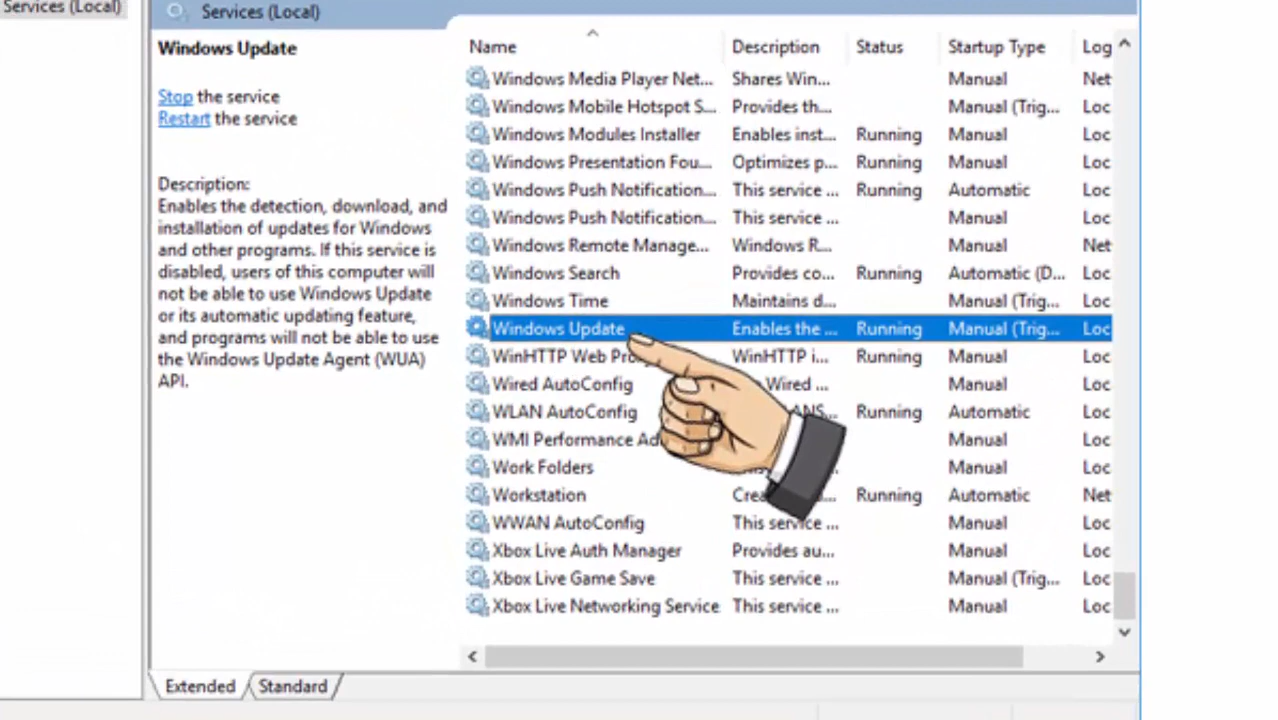 Services (Local)
Services (Local)
Windows Update
Stop the service
Restart the service
Description:
Enables the detection, download, and
installation of updates for Windows
and other programs. If this service is
disabled, users of this computer will
not be able to use Windows Update
or its automatic updating feature,
and programs will not be able to use
the Windows Update Agent (WUA)
API.
Name Description Status Startup Type Log
Windows Media Player Net... Shares Win... Manual Net
Windows Mobile Hotspot S... Provides th... Manual (Trig... Loc
Windows Modules Installer Enables inst... Running Manual Loc
Windows Presentation Fou... Optimizes p... Running Manual Loc
Windows Push Notification... This service ... Running Automatic Loc
Windows Push Notification... This service ... Manual Loc
Windows Remote Manage... Windows R... Manual Net
Windows Search Provides co... Running Automatic (D... Loc
Windows Time Maintains d... Manual (Trig... Loc
Windows Update Enables the ... Running Manual (Trig... Loc
WinHTTP Web WinHTTP i... Running Manual Loc
Wired AutoConfig Wired ... Manual Loc
WLAN AutoConfig Running Automatic Loc
WMI Performance Manual Loc
Work Folders Manual Loc
Workstation Running Automatic Net
WWAN AutoConfig This service ... Manual Loc
Xbox Live Auth Manager Provides au... Manual Loc
Xbox Live Game Save This service ... Manual (Trig... Loc
Xbox Live Networking Service This service ... Manual Loc
Extended Standard